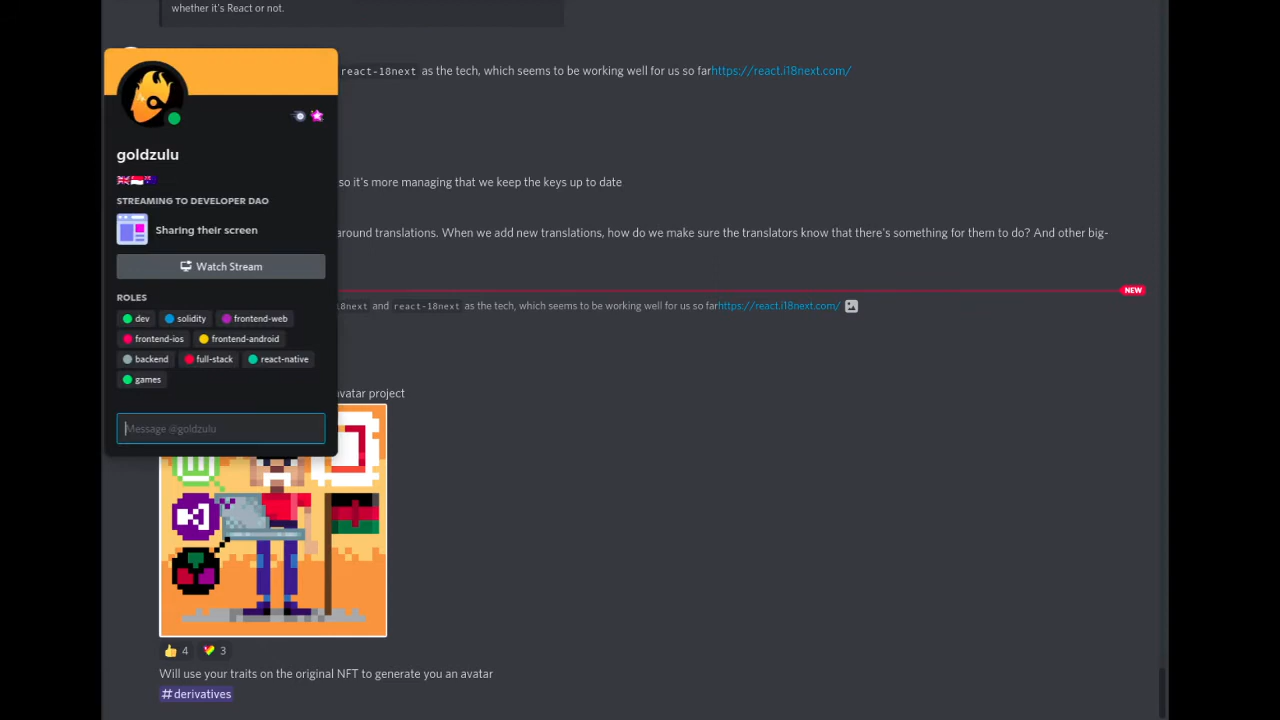 whether it's React or not.
react-18next as the tech, which seems to be working well for us so farhttps://react.i18next.com/
goldzulu
so it's more managing that we keep the keys up to date
STREAMING TO DEVELOPER DAO
Sharing their screen
around translations. When we add new translations, how do we make sure the translators know that there's something for them to do? And other big-
Watch Stream
NEW
ROLES
18next and react-18next as the tech, which seems to be working well for us so farhttps://react.i18next.com/
dev solidity frontend-web
frontend-ios frontend-android
backend full-stack react-native
games
avatar project
Message @goldzulu
4 3
Will use your traits on the original NFT to generate you an avatar
#derivatives